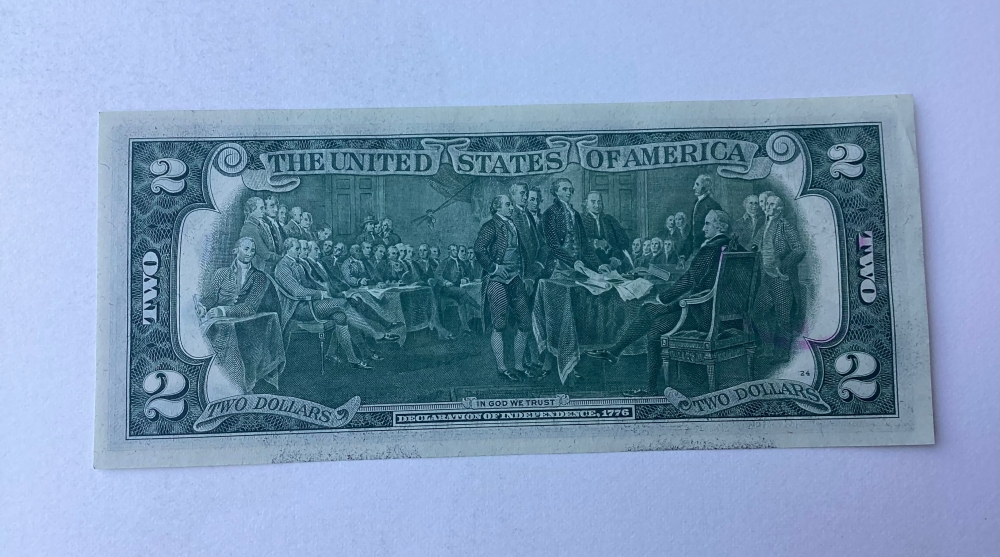 THE UNITED STATES OF AMERICA
2
2
TWO
TWO
24
2
2
TWO DOLLARS
IN GOD WE TRUST
TWO DOLLARS
DECLARATION OF INDEPENDENCE, 1776